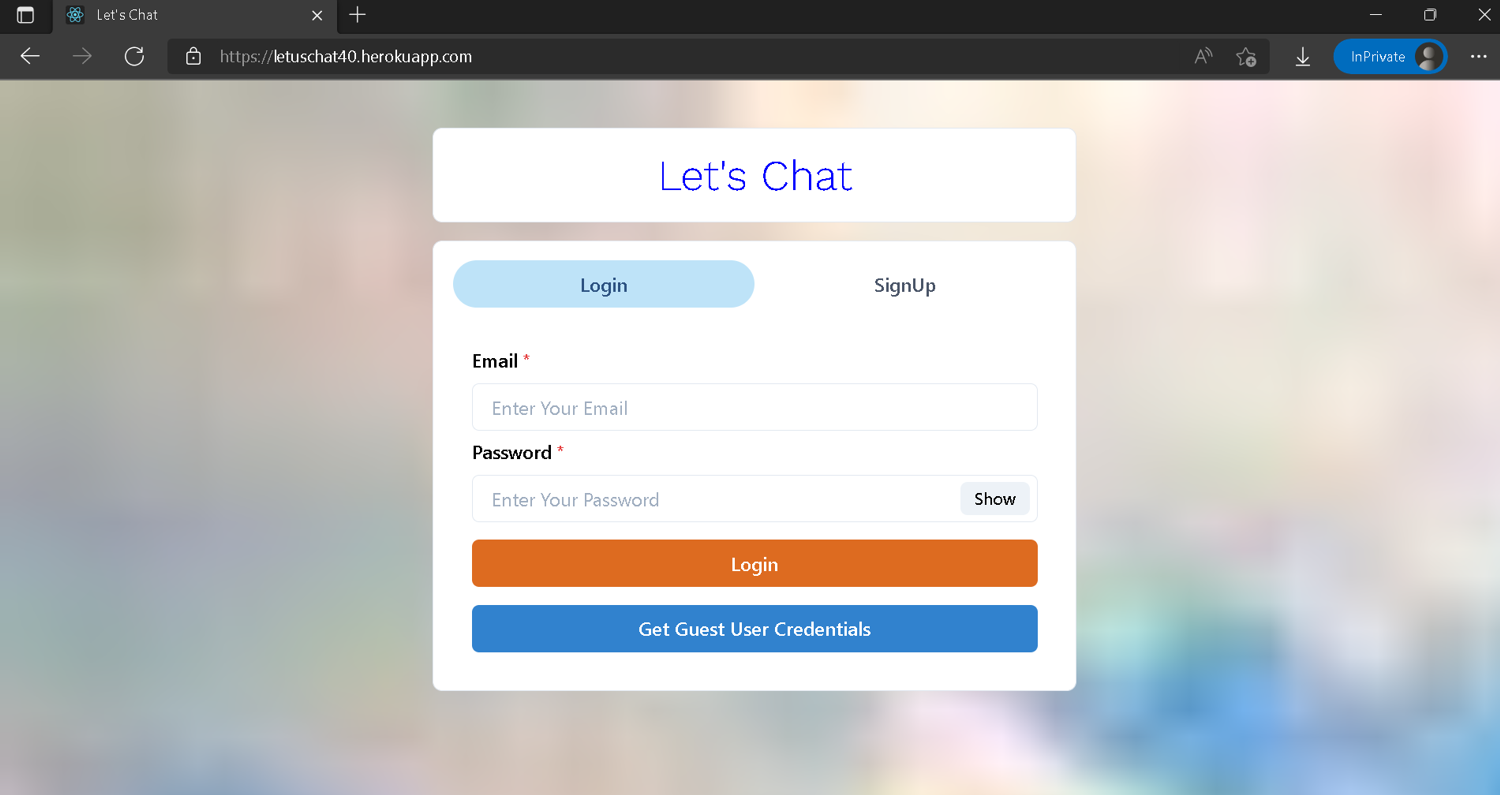 Let's Chat
https://letuschat40.herokuapp.com
InPrivate
Let's Chat
Login
SignUp
Email *
Enter Your Email
Password *
Enter Your Password
Show
Login
Get Guest User Credentials